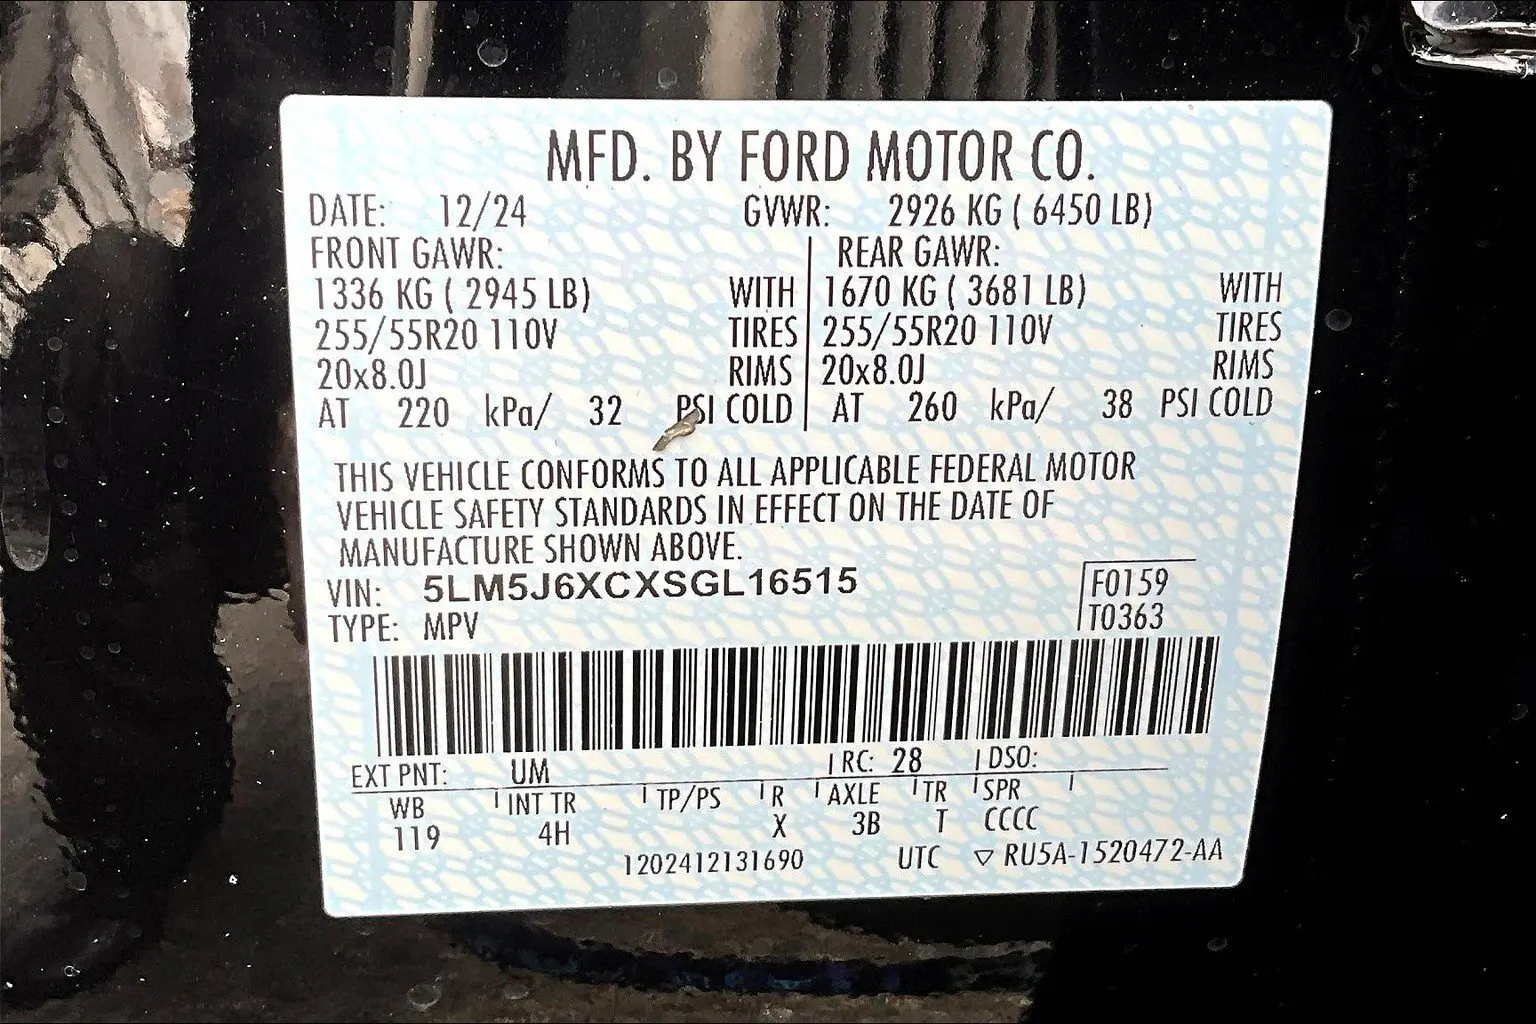 MFD. BY FORD MOTOR CO.
DATE: 12/24 GVWR: 2926 KG ( 6450 LB)
FRONT GAWR: REAR GAWR:
1336 KG ( 2945 LB) WITH 1670 KG ( 3681 LB) WITH
255/55R20 110V TIRES 255/55R20 110V TIRES
20x8.0J RIMS 20x8.0J RIMS
AT 220 kPa/ 32 PSI COLD AT 260 kPa/ 38 PSI COLD
THIS VEHICLE CONFORMS TO ALL APPLICABLE FEDERAL MOTOR
VEHICLE SAFETY STANDARDS IN EFFECT ON THE DATE OF
MANUFACTURE SHOWN ABOVE.
VIN: 5LM5J6XCXSGL16515 F0159
TYPE: MPV T0363
EXT PNT: UM RC: 28 DSO:
WB INT TR TP/PS R AXLE TR SPR
119 4H X 3B T CCCC
1202412131690 UTC ▽ RU5A-1520472-AA